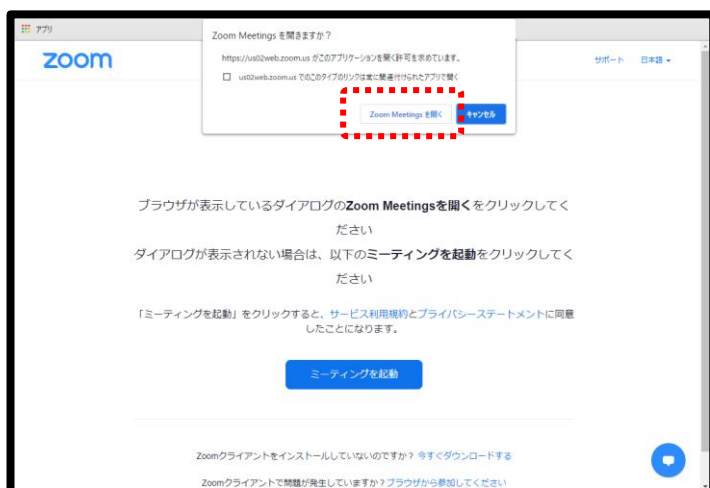 アプリ
Zoom Meetings を開きますか？
https://us02web.zoom.us がこのアプリケーションを開く許可を求めています。
us02web.zoom.us でのこのタイプのリンクは常に関連付けられたアプリで開く
Zoom Meetings を開く キャンセル
zoom サポート 日本語
ブラウザが表示しているダイアログのZoom Meetingsを開くをクリックしてく
ださい
ダイアログが表示されない場合は、以下のミーティングを起動をクリックしてく
ださい
「ミーティングを起動」をクリックすると、サービス利用規約とプライバシーステートメントに同意
したことになります。
ミーティングを起動
Zoomクライアントをインストールしていないのですか？ 今すぐダウンロードする
Zoomクライアントで問題が発生していますか？ブラウザから参加してください